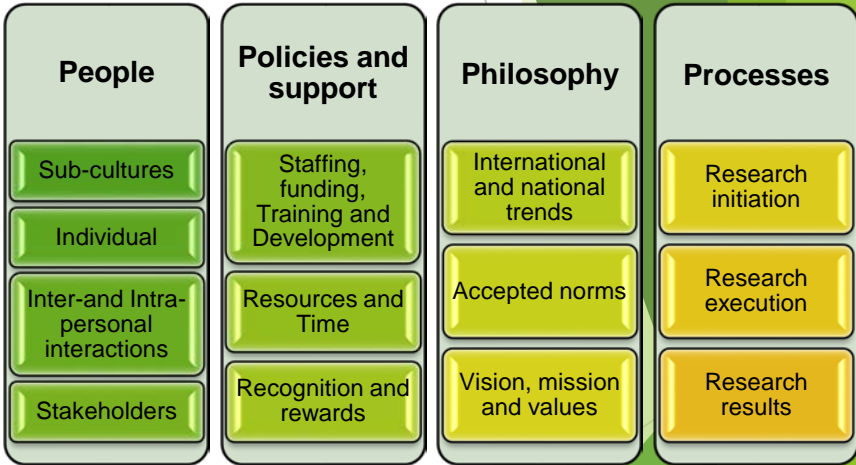 People
Sub-cultures
Individual
Inter-and Intra-
personal
interactions
Stakeholders
Policies and
support
Staffing,
funding,
Training and
Development
Resources and
Time
Recognition and
rewards
Philosophy
International
and national
trends
Accepted norms
Vision, mission
and values
Processes
Research
initiation
Research
execution
Research
results